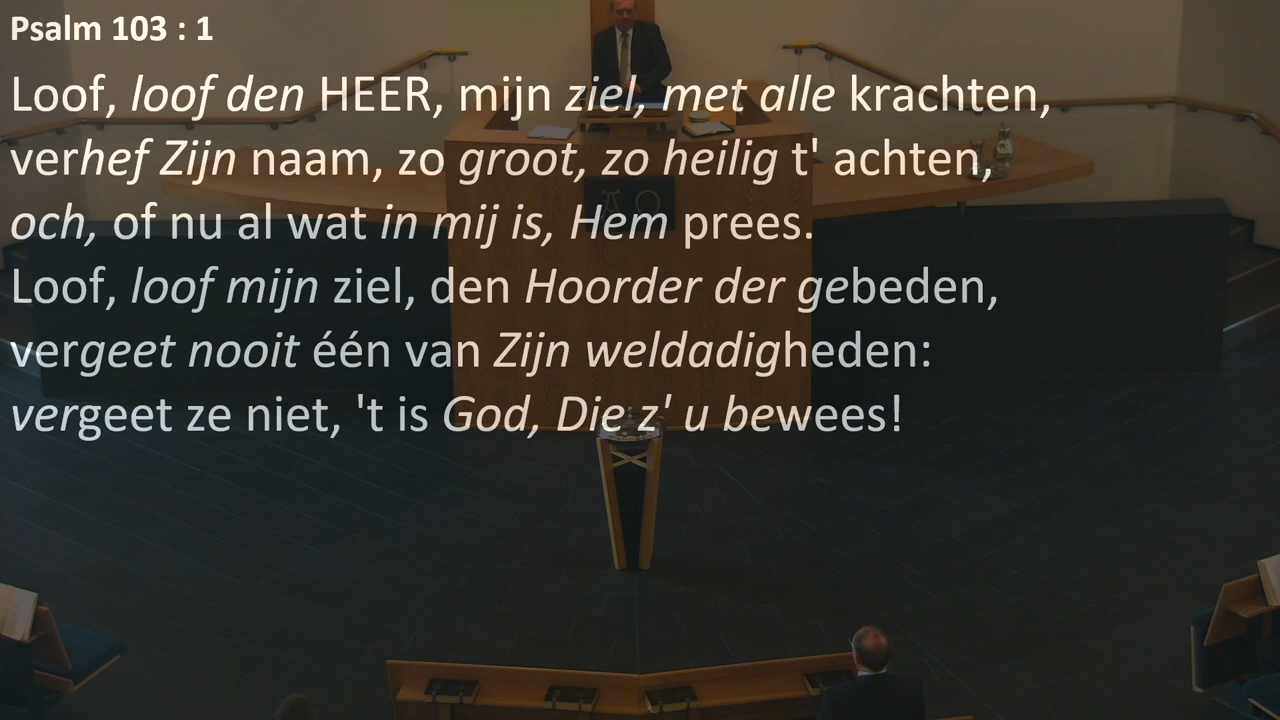 Psalm 103 : 1
Loof, loof den HEER, mijn ziel, met alle krachten,
verhef Zijn naam, zo groot, zo heilig t' achten,
och, of nu al wat in mij is, Hem prees.
Loof, loof mijn ziel, den Hoorder der gebeden,
vergeet nooit één van Zijn weldadigheden:
vergeet ze niet, 't is God, Die z' u bewees!
A Ω